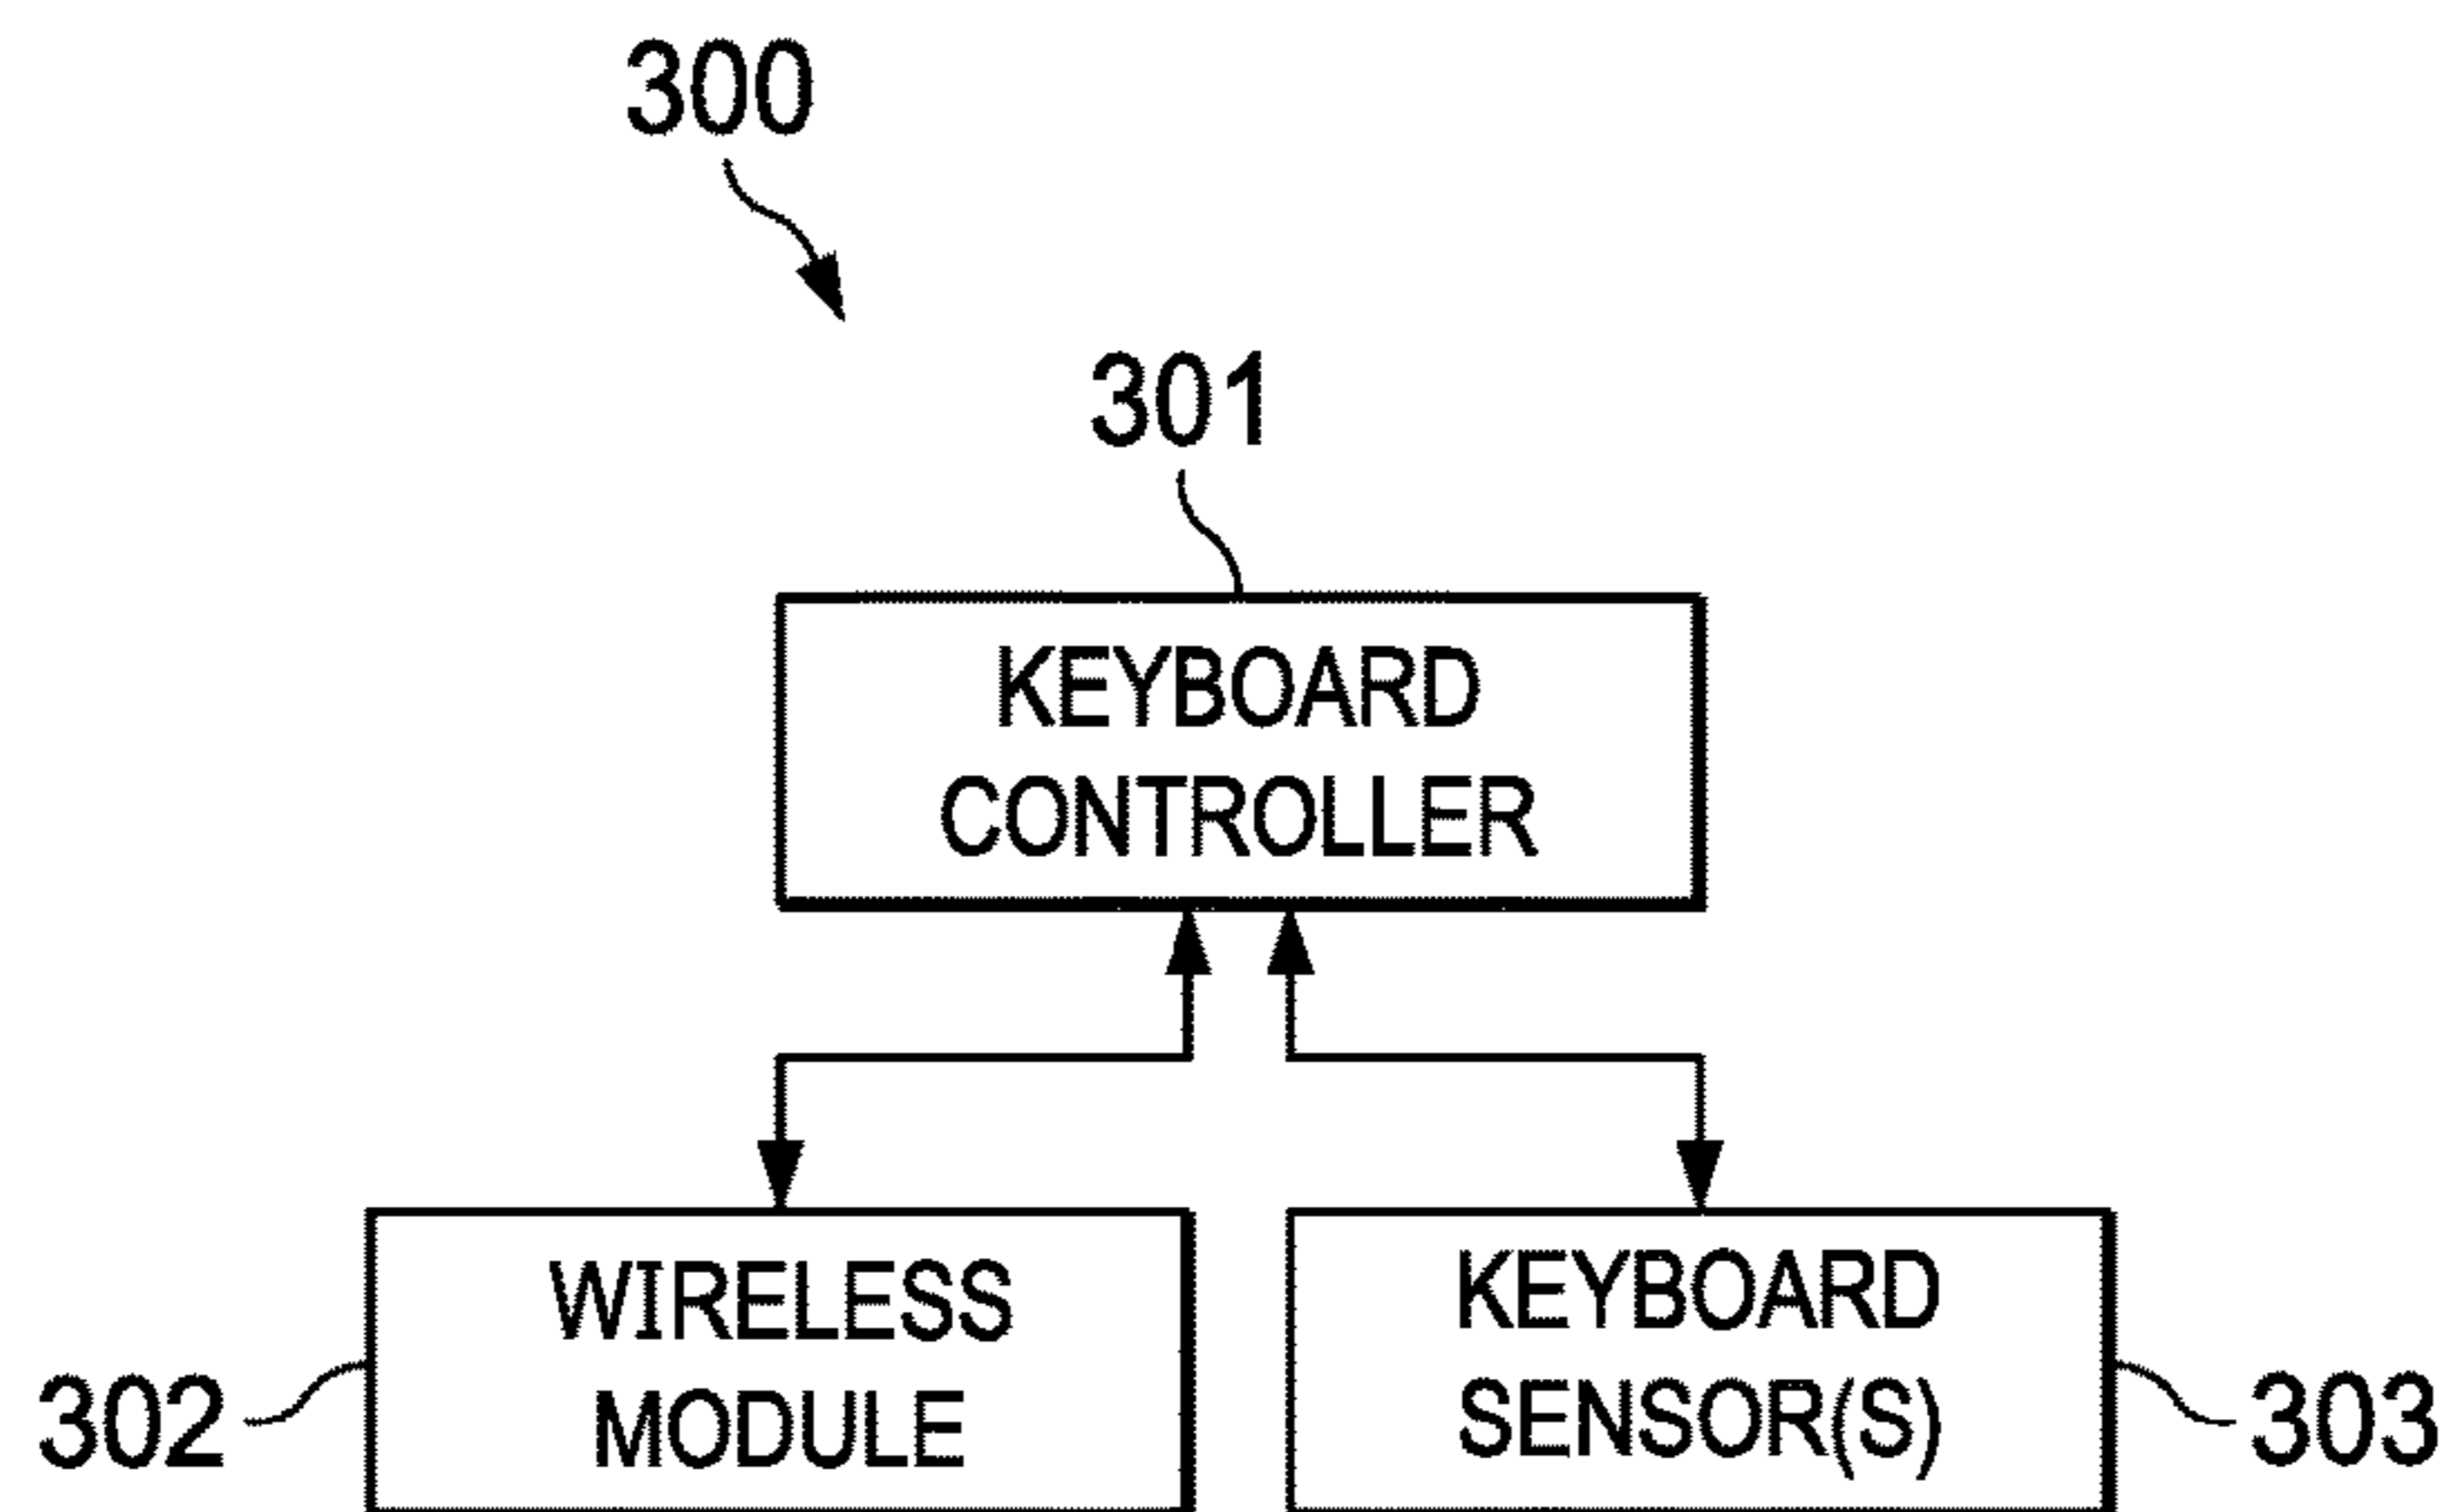 300
301
KEYBOARD
CONTROLLER
WIRELESS
MODULE
302
KEYBOARD
SENSOR(S)
303